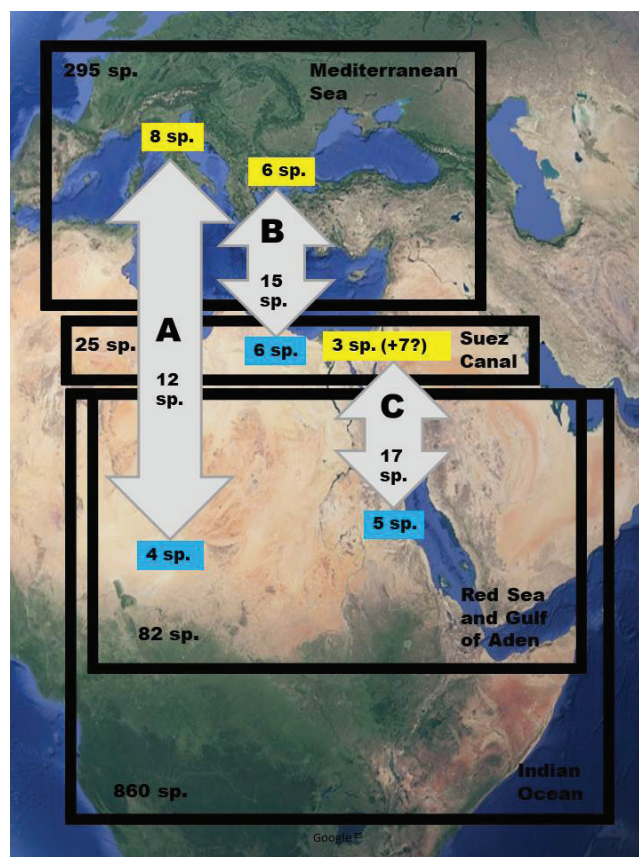 295 sp.
Mediterranean
Sea
8 sp.
6 sp.
B
15
sp.
A
12
sp.
25 sp.
6 sp.
3 sp. (+7?)
Suez
Canal
C
17
sp.
4 sp.
5 sp.
Red Sea
and Gulf
of Aden
82 sp.
Indian
Ocean
860 sp.
Google